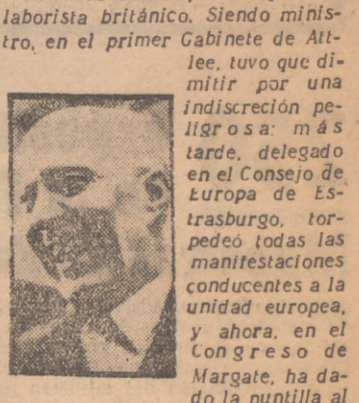 laborista británico. Siendo minis-
tro, en el primer Gabinete de Att-
lee, tuvo que di-
mitir por una
indiscreción pe-
ligrosa: más
tarde, delegado
en el Consejo de
Europa de Es-
trasburgo, tor-
pedeó todas las
manifestaciones
conducentes a la
unidad europea,
y ahora, en el
Congreso de
Margate, ha da-
do la puntilla al